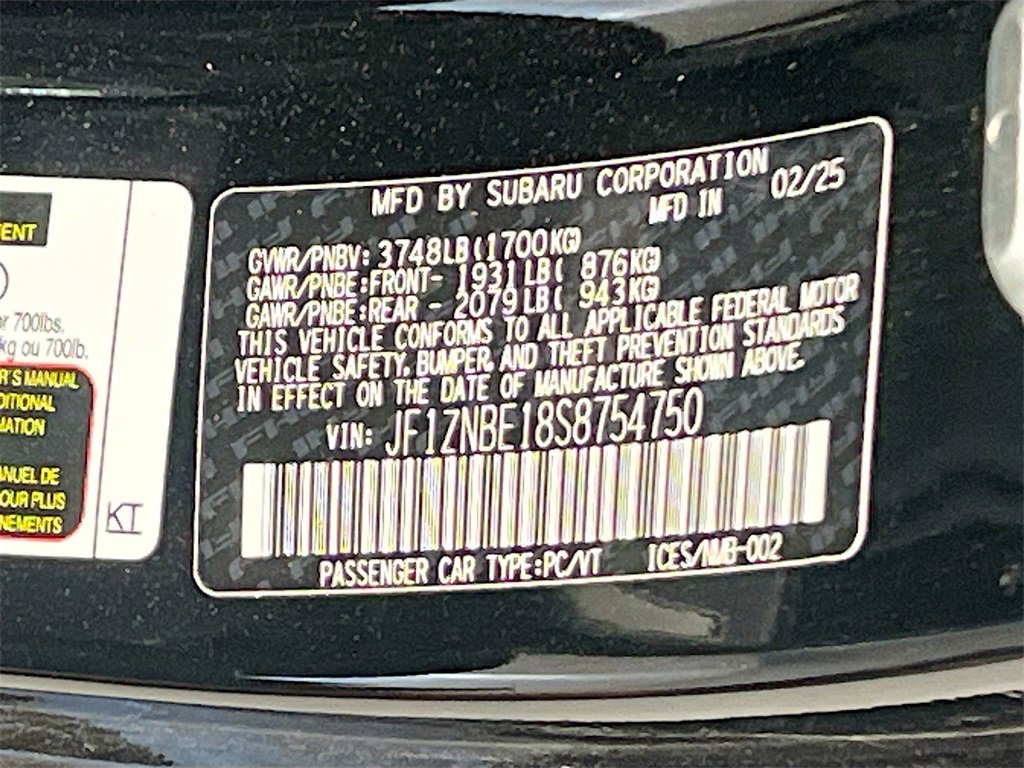 MFD BY SUBARU CORPORATION
MFD IN 02/25
GVWR/PNBV: 3748LB(1700KG)
GAWR/PNBE:FRONT- 1931LB( 876KG)
GAWR/PNBE:REAR - 2079LB( 943KG)
THIS VEHICLE CONFORMS TO ALL APPLICABLE FEDERAL MOTOR
VEHICLE SAFETY, BUMPER, AND THEFT PREVENTION STANDARDS
IN EFFECT ON THE DATE OF MANUFACTURE SHOWN ABOVE.
VIN: JF1ZNBE18S8754750
PASSENGER CAR TYPE:PC/VT ICES/NMB-002
ENT
r 700lbs.
kg ou 700lb.
R'S MANUAL
DITIONAL
MATION
ANUEL DE
OUR PLUS
NEMENTS
KT